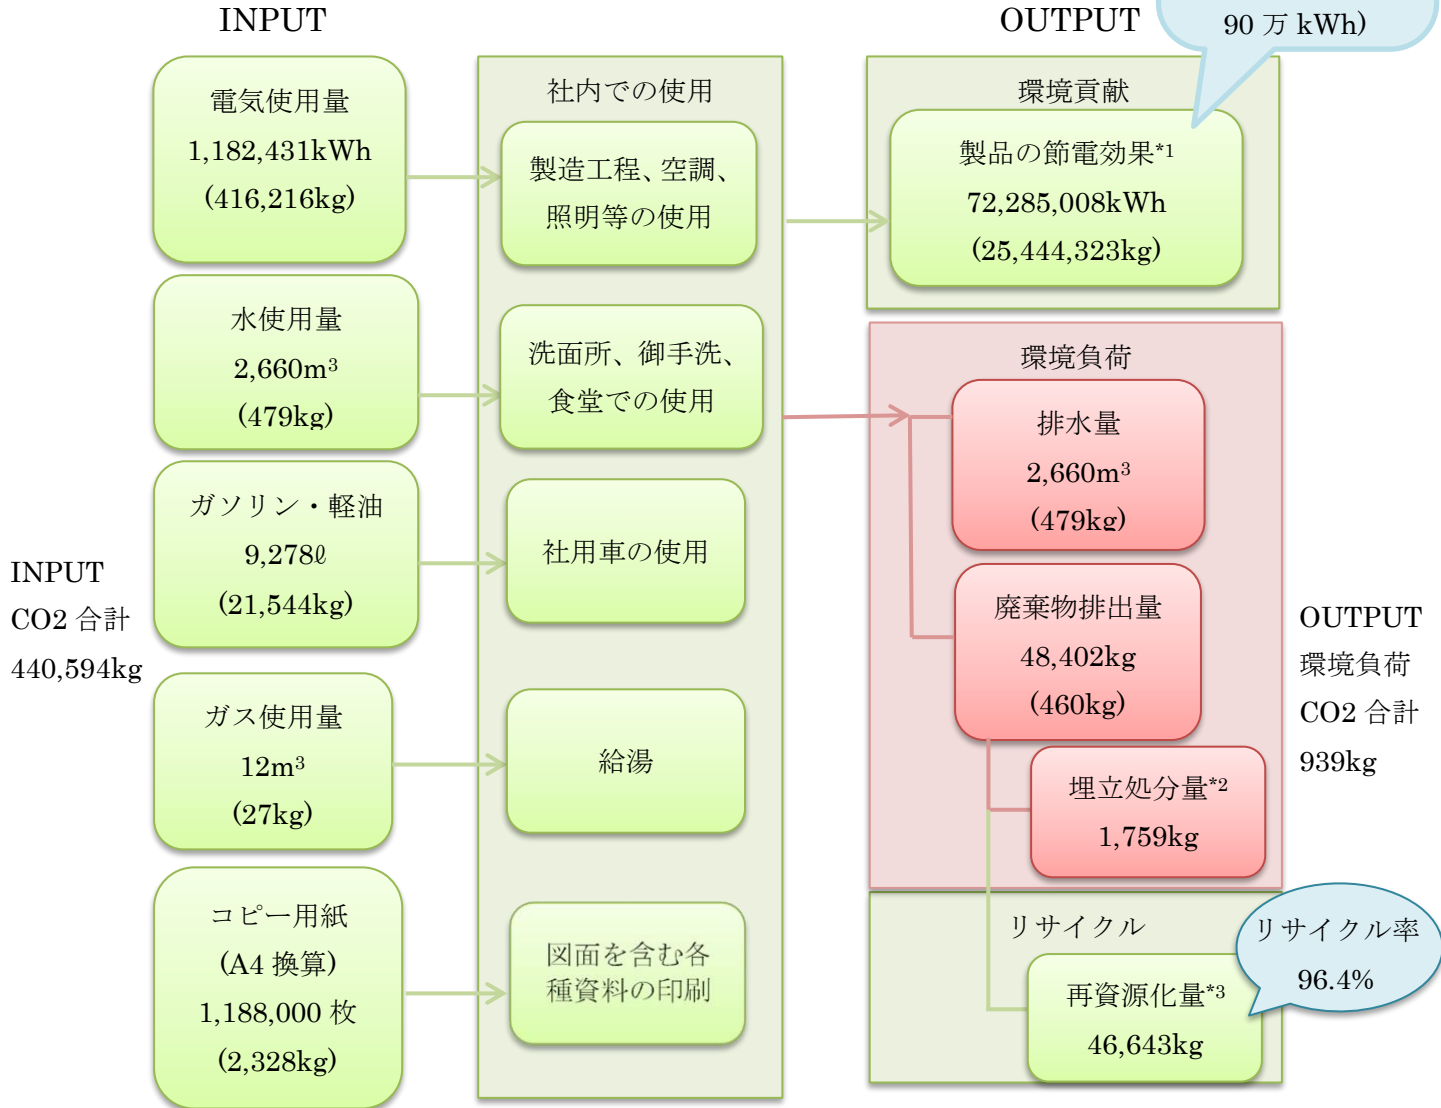 INPUT
電気使用量
1,182,431kWh
(416,216kg)
水使用量
2,660m³
(479kg)
ガソリン・軽油
9,278ℓ
(21,544kg)
INPUT
CO2 合計
440,594kg
ガス使用量
12m³
(27kg)
コピー用紙
(A4 換算)
1,188,000 枚
(2,328kg)
社内での使用
製造工程、空調、
照明等の使用
洗面所、御手洗、
食堂での使用
社用車の使用
給湯
図面を含む各
種資料の印刷
OUTPUT
90 万 kWh)
環境貢献
製品の節電効果*1
72,285,008kWh
(25,444,323kg)
環境負荷
排水量
2,660m³
(479kg)
廃棄物排出量
48,402kg
(460kg)
埋立処分量*2
1,759kg
OUTPUT
環境負荷
CO2 合計
939kg
リサイクル
リサイクル率
96.4%
再資源化量*3
46,643kg